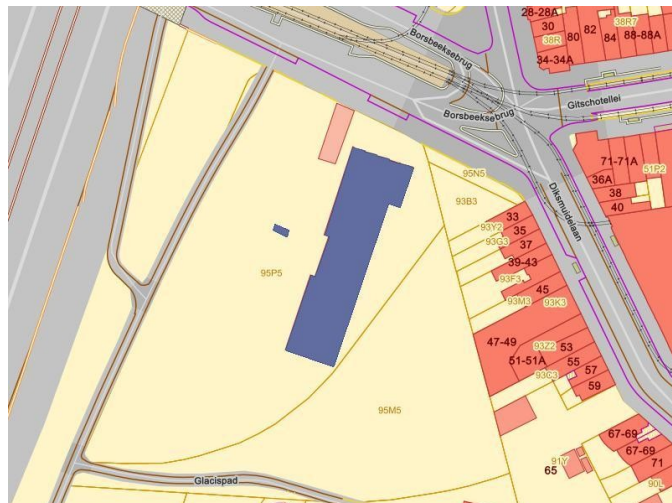 28-28A
30
38R
34-34A
80
82
84
38R7
88-88A
Borsbeeksebrug
Borsbeeksebrug
Gitschotellei
Diksmuidelaan
71-71A
51P2
36A
38
40
95N5
93B3
33
93Y2
35
93G3
37
39-43
93F3
45
93M3
93K3
95P5
47-49
93Z2
53
51-51A
55
93C3
57
59
95M5
67-69
67-69
91Y
65
71
90L
Glacispad